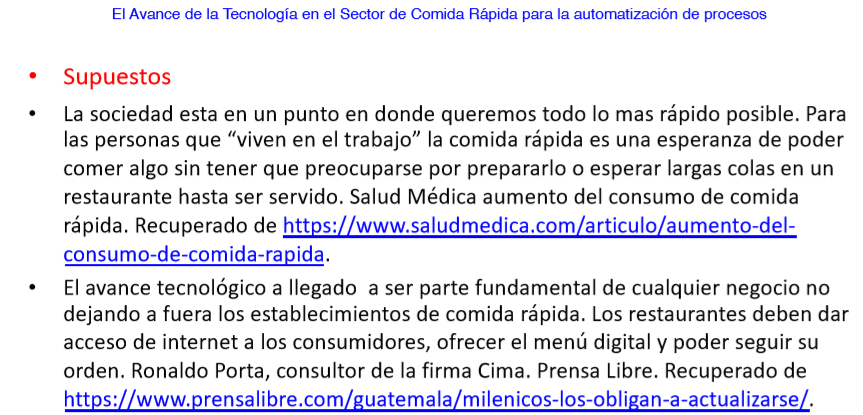 El Avance de la Tecnología en el Sector de Comida Rápida para la automatización de procesos
• Supuestos
• La sociedad esta en un punto en donde queremos todo lo mas rápido posible. Para
las personas que “viven en el trabajo” la comida rápida es una esperanza de poder
comer algo sin tener que preocuparse por prepararlo o esperar largas colas en un
restaurante hasta ser servido. Salud Médica aumento del consumo de comida
rápida. Recuperado de https://www.saludmedica.com/articulo/aumento-del-
consumo-de-comida-rapida.
• El avance tecnológico a llegado  a ser parte fundamental de cualquier negocio no
dejando a fuera los establecimientos de comida rápida. Los restaurantes deben dar
acceso de internet a los consumidores, ofrecer el menú digital y poder seguir su
orden. Ronaldo Porta, consultor de la firma Cima. Prensa Libre. Recuperado de
https://www.prensalibre.com/guatemala/milenicos-los-obligan-a-actualizarse/.